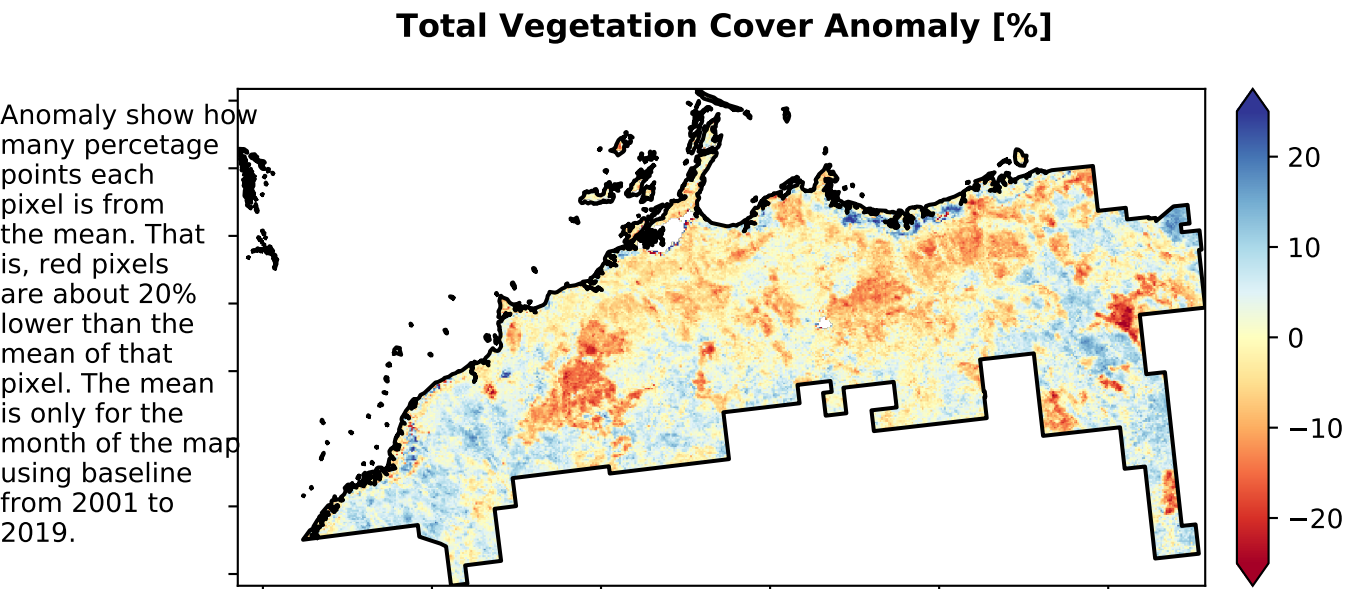 Total Vegetation Cover Anomaly [%]
Anomaly show how
many percetage
points each
pixel is from
the mean. That
is, red pixels
are about 20%
lower than the
mean of that
pixel. The mean
is only for the
month of the map
using baseline
from 2001 to
2019.
20
10
0
−10
−20